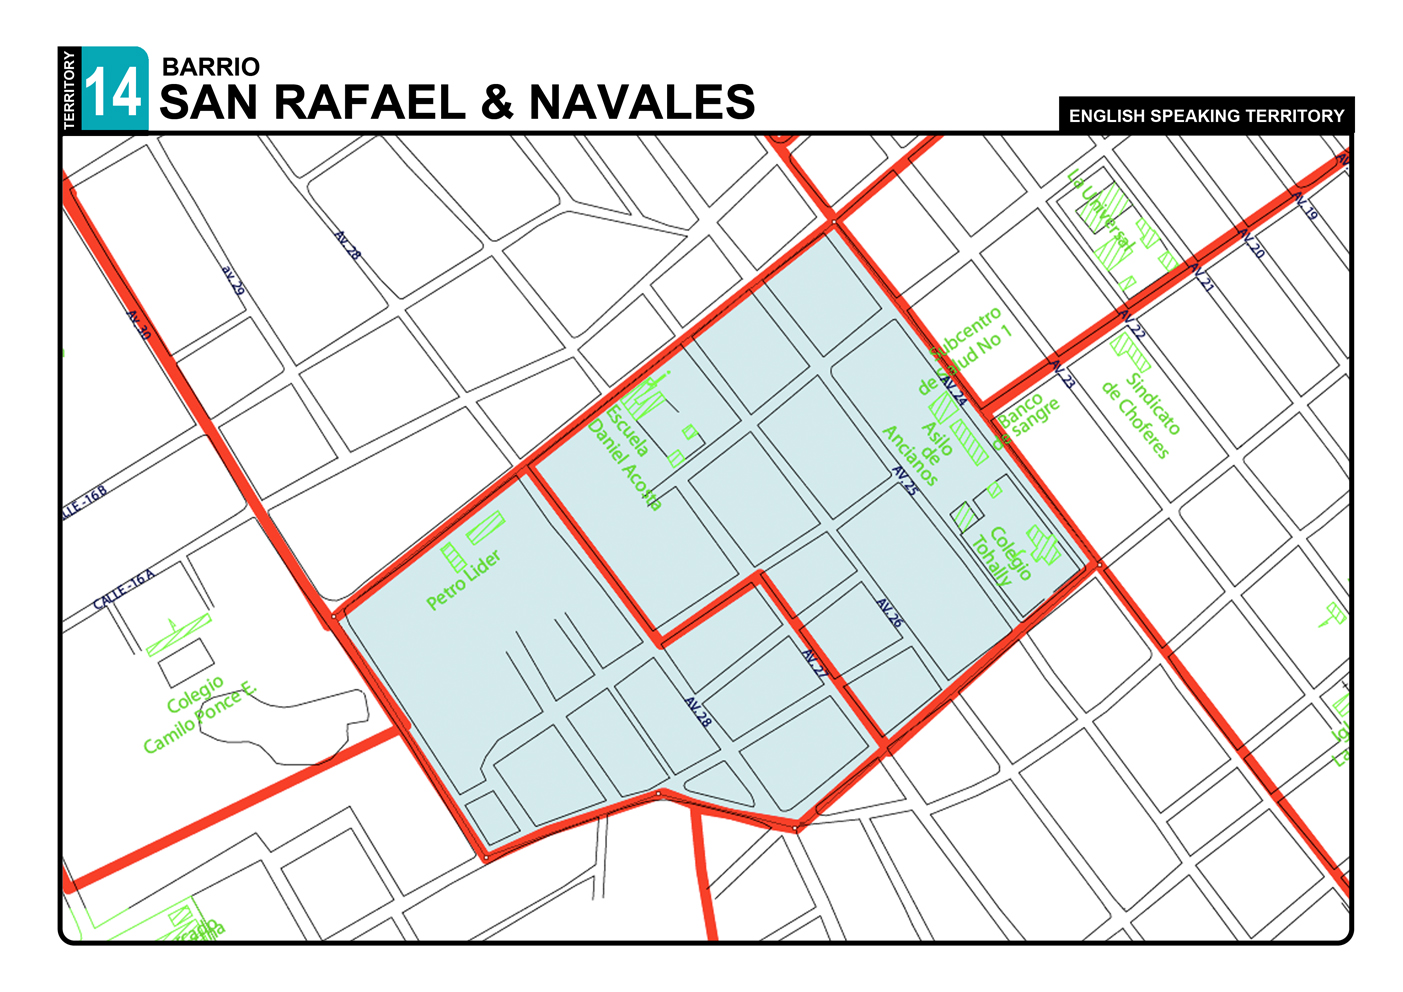 TERRITORY
14
BARRIO
SAN RAFAEL & NAVALES
ENGLISH SPEAKING TERRITORY
La Universal
AV.19
AV.20
AV.21
AV.22
AV.23
AV.28
av.29
AV.30
Subcentro
de Salud No 1
AV.24
Banco
de sangre
Sindicato
de Choferes
Escuela
Daniel Acosta
Asilo
de
Ancianos
AV.25
Colegio
Tohally
Petro Lider
CALLE-16 A
AV.26
AV.27
AV.28
Colegio
Camilo Ponce E